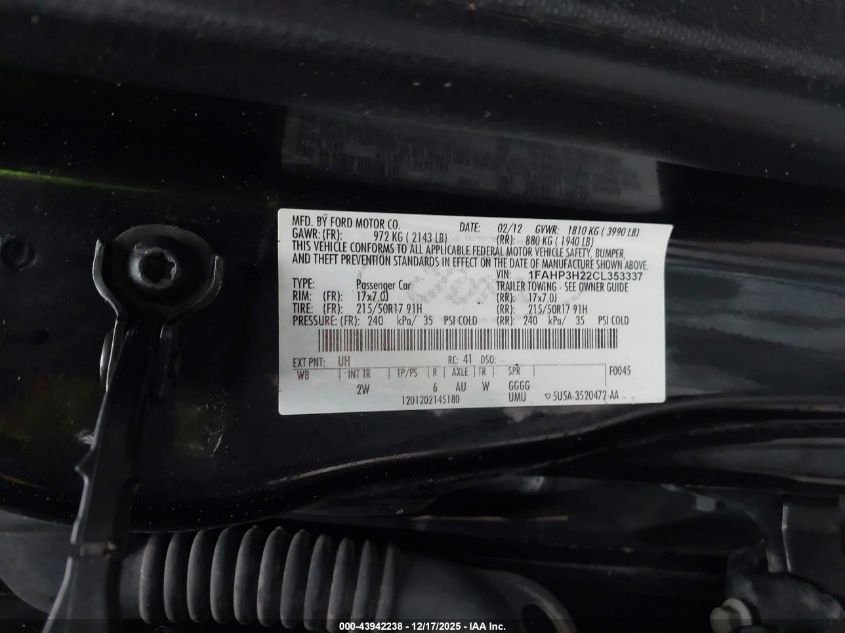 MFD. BY FORD MOTOR CO. DATE: 02/12 GVWR: 1810 KG ( 3990 LB)
GAWR: (FR): 972 KG ( 2143 LB) (RR): 880 KG ( 1940 LB)
THIS VEHICLE CONFORMS TO ALL APPLICABLE FEDERAL MOTOR VEHICLE SAFETY, BUMPER,
AND THEFT PREVENTION STANDARDS IN EFFECT ON THE DATE OF MANUFACTURE SHOWN ABOVE.
VIN: 1FAHP3H22CL353337
TYPE: Passenger Car TRAILER TOWING - SEE OWNER GUIDE
RIM: (FR): 17x7.0J (RR): 17x7.0J
TIRE: (FR): 215/50R17 91H (RR): 215/50R17 91H
PRESSURE: (FR): 240 kPa/ 35 PSI COLD (RR): 240 kPa/ 35 PSI COLD
EXT PNT: UH RC: 41 DSO: F0045
WB INT TR TP/PS R AXLE TR SPR
2W 6 AU W GGGG
1201202145180 UMU ▽5U5A-3520472-AA
000-43942238 - 12/17/2025 - IAA Inc.